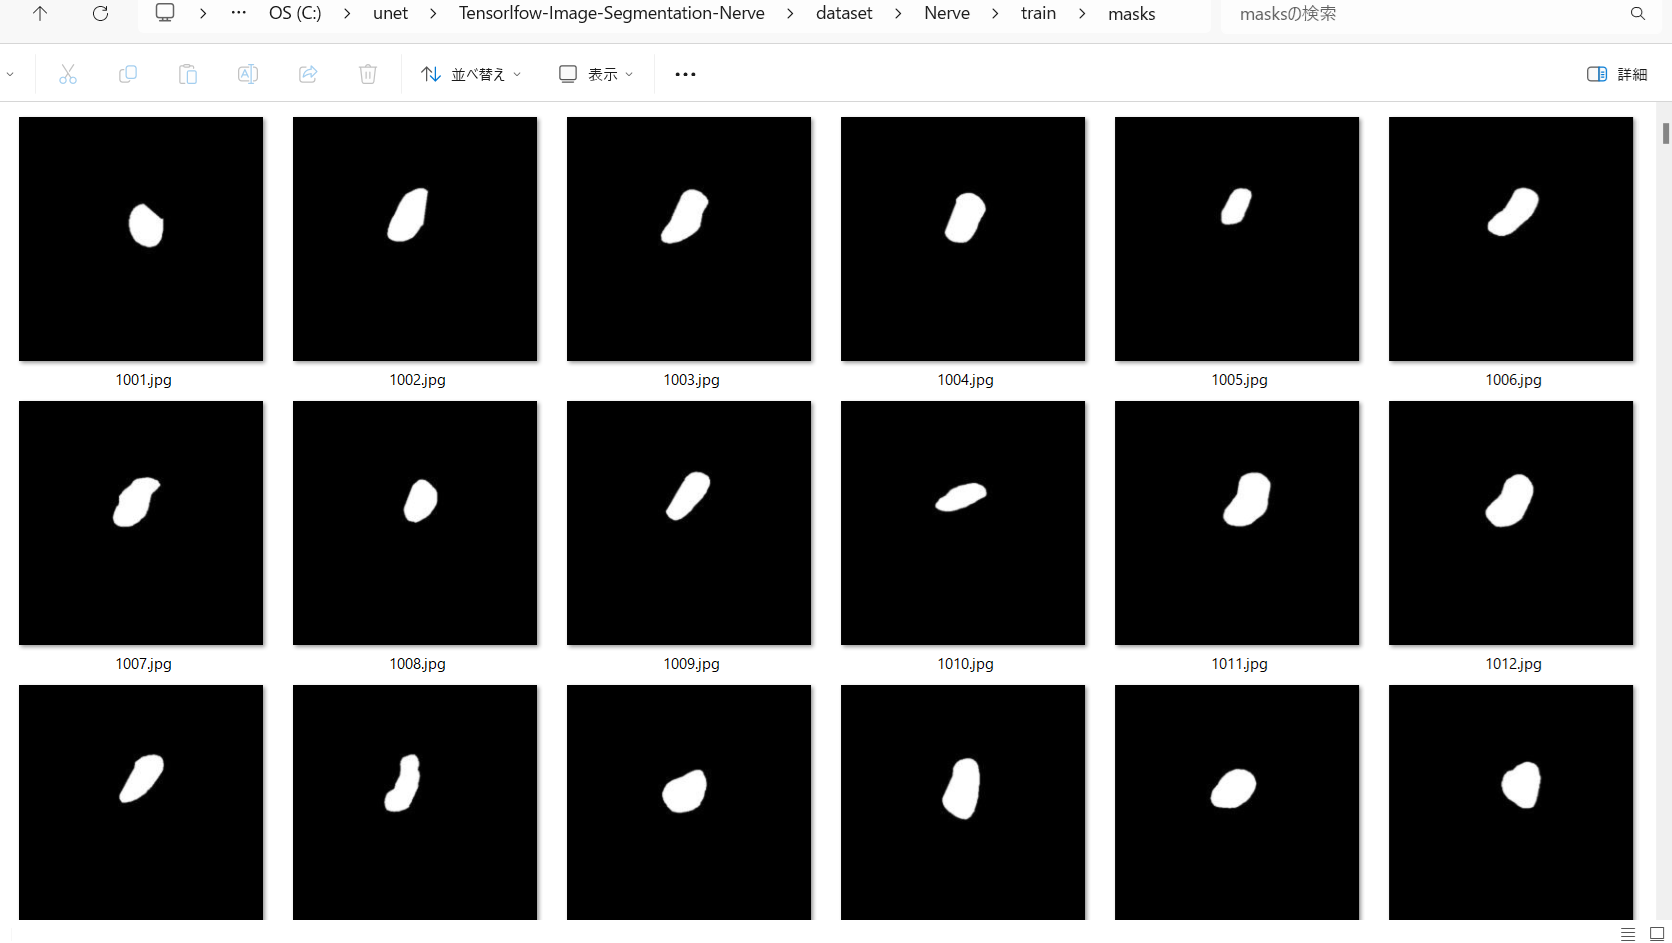 OS (C:) unet Tensorlfow-Image-Segmentation-Nerve dataset Nerve train masks masksの検索
並べ替え 表示 詳細
1001.jpg 1002.jpg 1003.jpg 1004.jpg 1005.jpg 1006.jpg
1007.jpg 1008.jpg 1009.jpg 1010.jpg 1011.jpg 1012.jpg